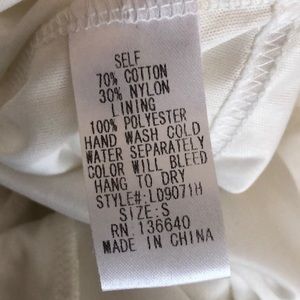 SELF
70% COTTON
30% NYLON
LINING
100% POLYESTER
HAND WASH COLD
WATER SEPARATELY
COLOR WILL BLEED
HANG TO DRY
STYLE#:LD9071H
SIZE:S
RN:136640
MADE IN CHINA